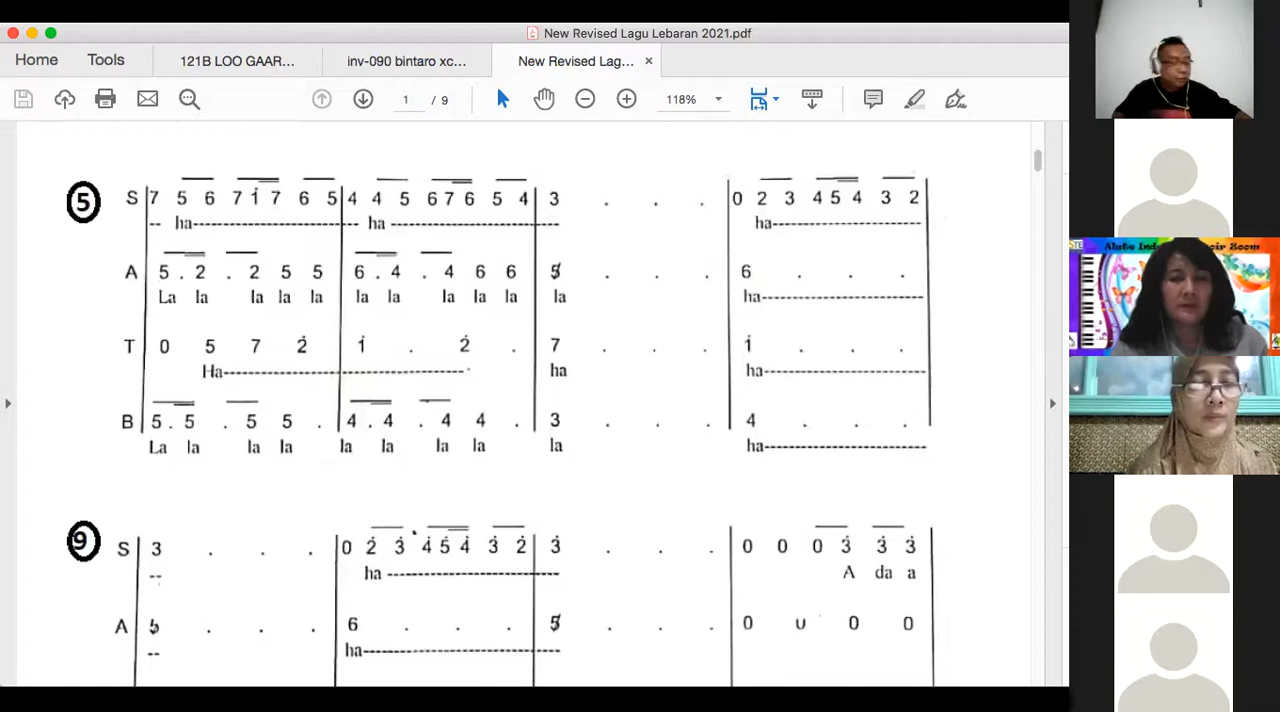 New Revised Lagu Lebaran 2021.pdf
Home Tools 121B LOO GAAR... inv-090 bintaro xc... New Revised Lag... ×
1 / 9 118%
5 S 7 5 6 7 1̇ 7 6 5 4 4 5 6 7 6 5 4 3 . . . 0 2 3 4 5 4 3 2
-- ha---------------------- ha ------------------------ ha---------------------
A 5 . 2 . 2 5 5 6 . 4 . 4 6 6 5 . . . 6 . . .
La la la la la la la la la la la ha-----------------------
T 0 5 7 2̇ 1̇ . 2̇ . 7 . . . 1̇ . . .
Ha----------------------------------- ha ha-----------------------
B 5 . 5 . 5 5 . 4 . 4 . 4 4 . 3 . . . 4 . . .
La la la la la la la la la ha-----------------------
9 S 3 . . . 0 2̇ 3̇ 4̇ 5̇ 4̇ 3̇ 2̇ 3̇ . . . 0 0 0 3̇ 3̇ 3̇
-- ha ------------------------ A da a
A 5 . . . 6 . . . 5 . . . 0 0 0 0
-- ha------------------------------